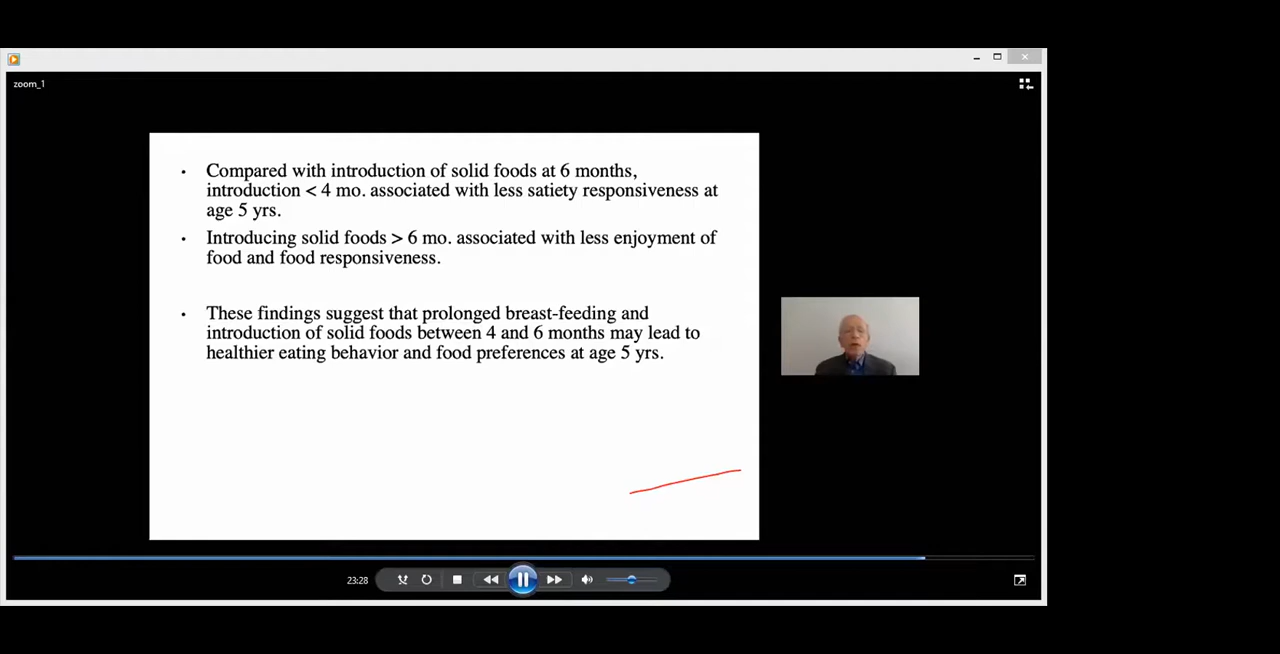 zoom_1
• Compared with introduction of solid foods at 6 months,
introduction < 4 mo. associated with less satiety responsiveness at
age 5 yrs.
• Introducing solid foods > 6 mo. associated with less enjoyment of
food and food responsiveness.
• These findings suggest that prolonged breast-feeding and
introduction of solid foods between 4 and 6 months may lead to
healthier eating behavior and food preferences at age 5 yrs.
23:28